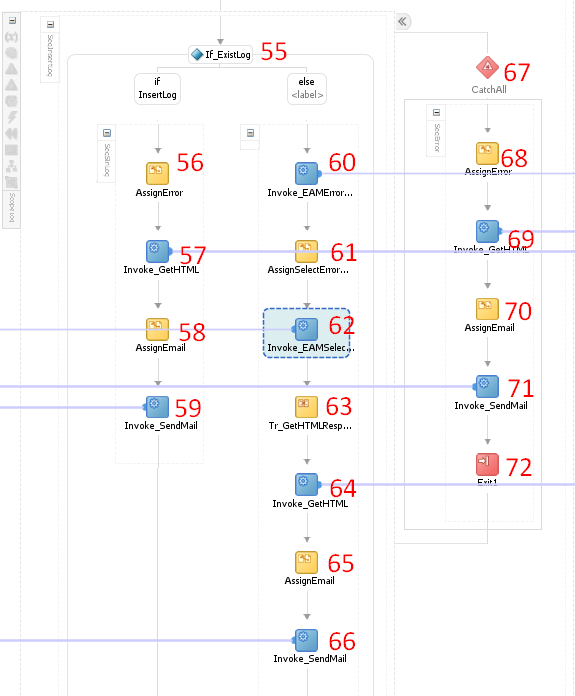 If_ExistLog 55
if
InsertLog
else
<label>
56
AssignError
57
Invoke_GetHTML
58
AssignEmail
59
Invoke_SendMail
60
Invoke_EAMError...
61
AssignSelectError...
62
Invoke_EAMSelec...
63
Tr_GetHTMLResp...
64
Invoke_GetHTML
65
AssignEmail
66
Invoke_SendMail
67
CatchAll
68
AssignError
69
Invoke_GetHTML
70
AssignEmail
71
Invoke_SendMail
72
Exit1
SecInsertLog
SecError